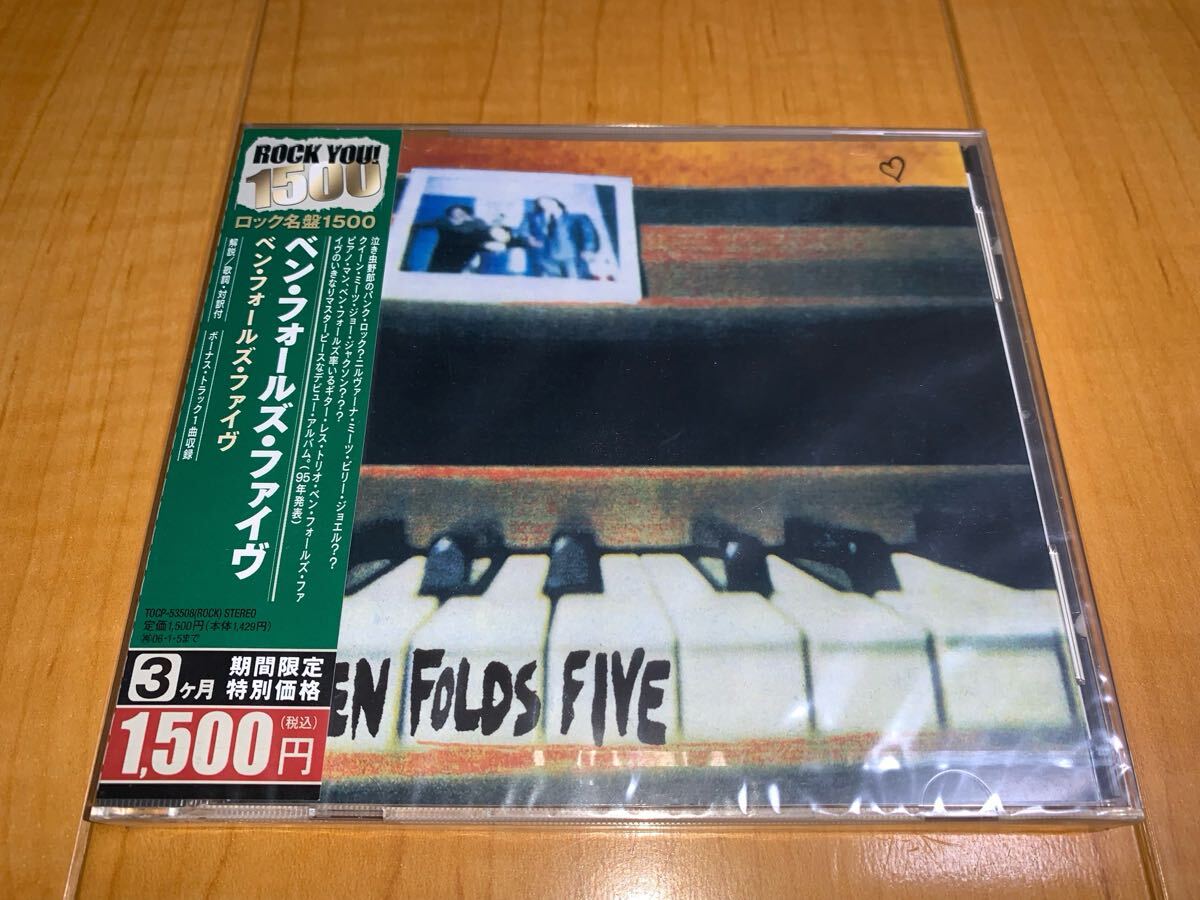 ROCK YOU!
1500
ロック名盤1500
泣き虫野郎のパンク・ロック?ニルヴァーナ・ミーツ・ビリー・ジョエル??
クイーン・ミーツ・ジョー・ジャクソン???
ピアノ・マン、ベン・フォールズ率いるギター・レス・トリオ・ベン・フォールズ・ファ
イヴのいきなりマスターピースなデビュー・アルバム。(95年発表)
ベン・フォールズ・ファイヴ
ベン・フォールズ・ファイヴ
解説/歌詞・対訳付
ボーナス・トラック1曲収録
TOCP-53508(ROCK) STEREO
定価1,500円(本体1,429円)
㊕06・1・5まで
3ヶ月
期間限定
特別価格
1,500円(税込)
EN FOLDS FIVE